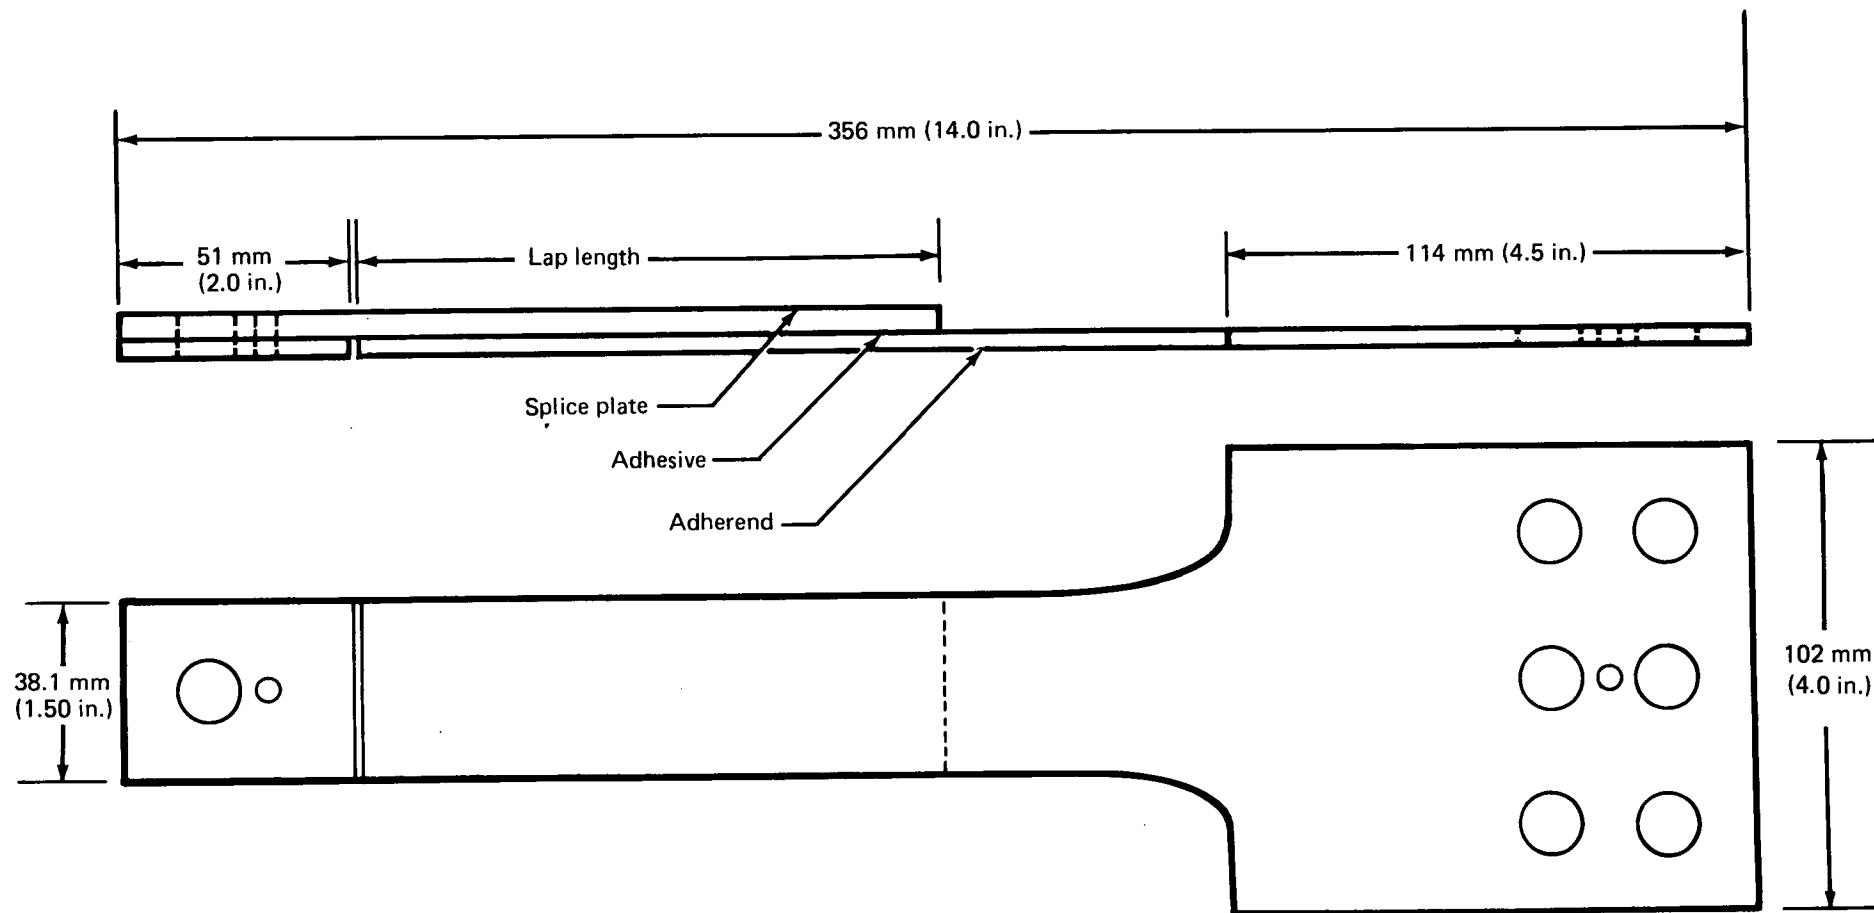 356 mm (14.0 in.)
51 mm
(2.0 in.)
Lap length
114 mm (4.5 in.)
Splice plate
Adhesive
Adherend
38.1 mm
(1.50 in.)
102 mm
(4.0 in.)